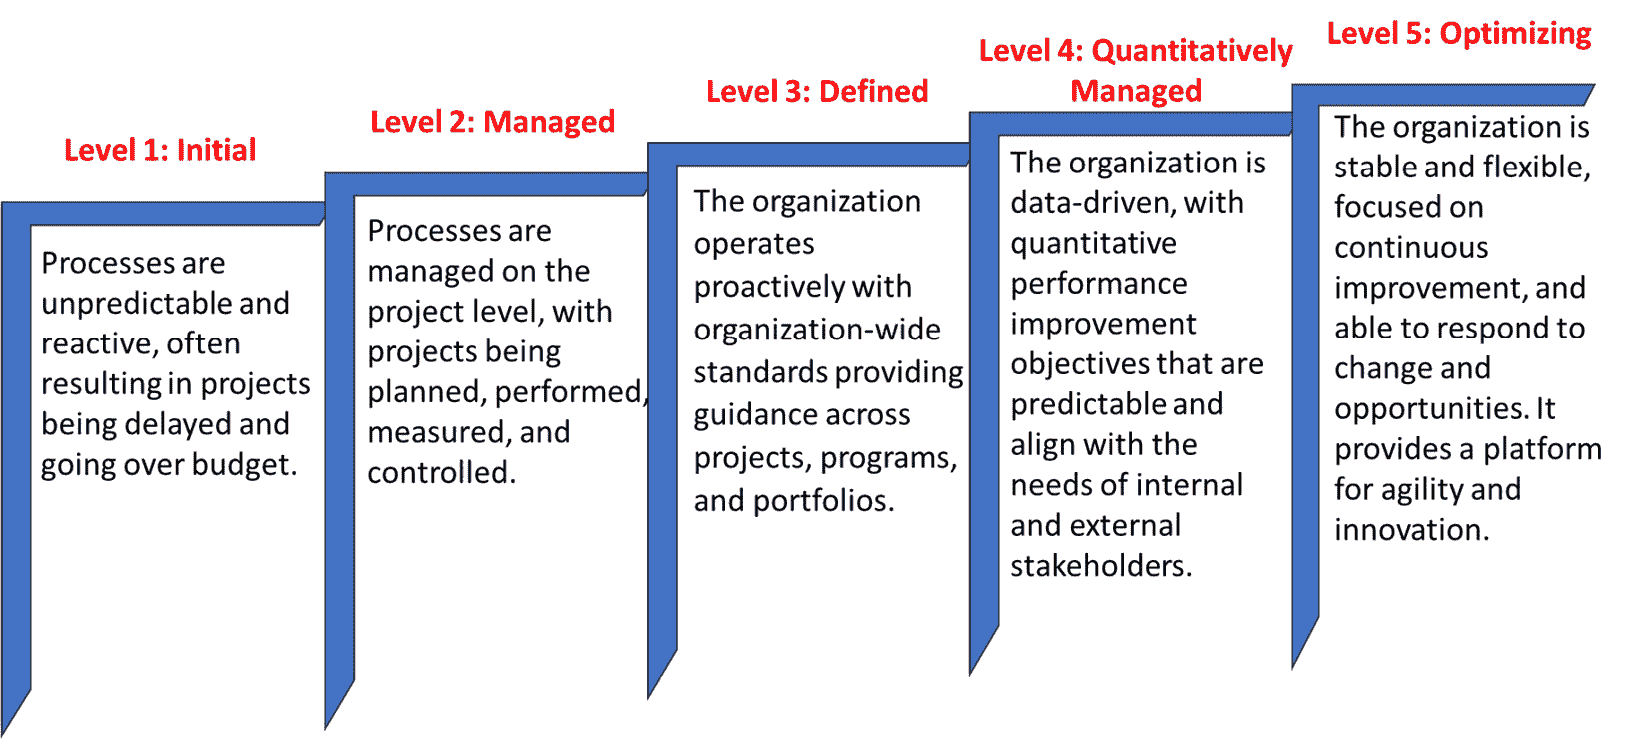 Level 1: Initial
Processes are
unpredictable and
reactive, often
resulting in projects
being delayed and
going over budget.
Level 2: Managed
Processes are
managed on the
project level, with
projects being
planned, performed,
measured, and
controlled.
Level 3: Defined
The organization
operates
proactively with
organization-wide
standards providing
guidance across
projects, programs,
and portfolios.
Level 4: Quantitatively
Managed
The organization is
data-driven, with
quantitative
performance
improvement
objectives that are
predictable and
align with the
needs of internal
and external
stakeholders.
Level 5: Optimizing
The organization is
stable and flexible,
focused on
continuous
improvement, and
able to respond to
change and
opportunities. It
provides a platform
for agility and
innovation.